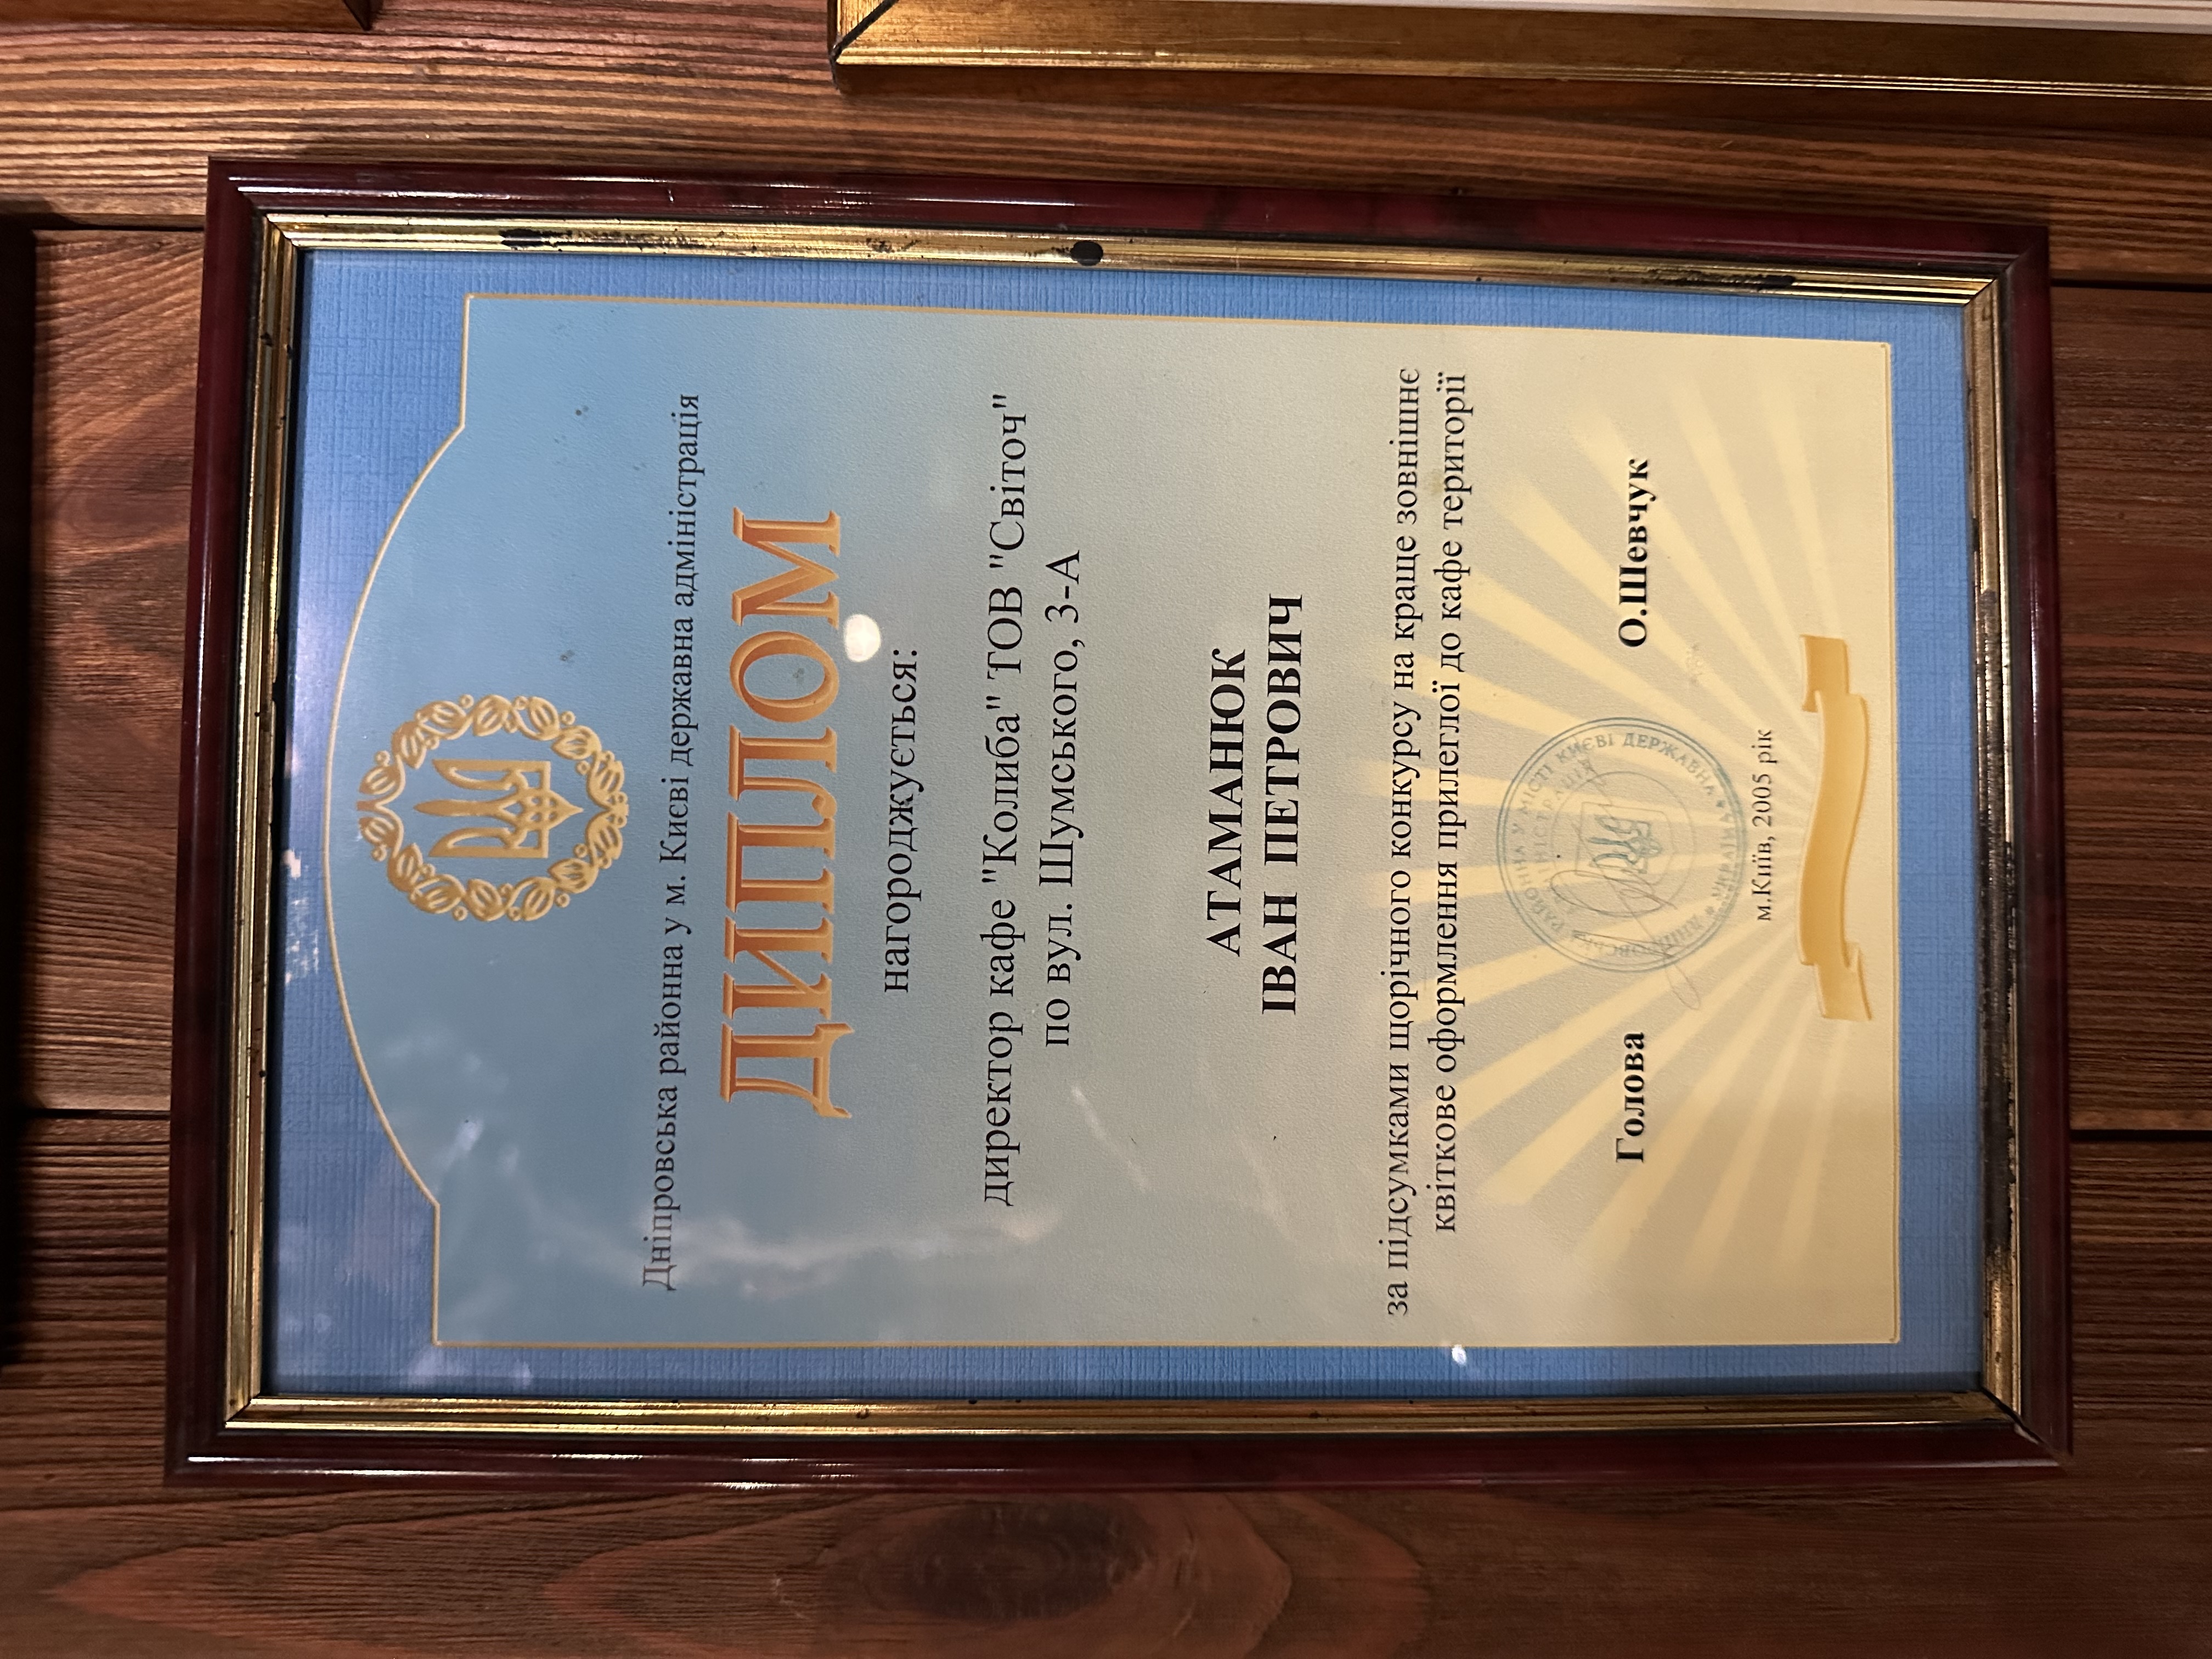 Дніпровська районна у м. Києві державна адміністрація
ДИПЛОМ
нагороджується:
директор кафе "Колиба" ТОВ "Світоч"
по вул. Шумського, 3-А
АТАМАНЮК
ІВАН ПЕТРОВИЧ
за підсумками щорічного конкурсу на краще зовнішнє
квіткове оформлення прилеглої до кафе території
РАЙОННА У МІСТІ КИЄВІ ДЕРЖАВНА
УКРАЇНА
Голова О.Шевчук
м.Київ, 2005 рік